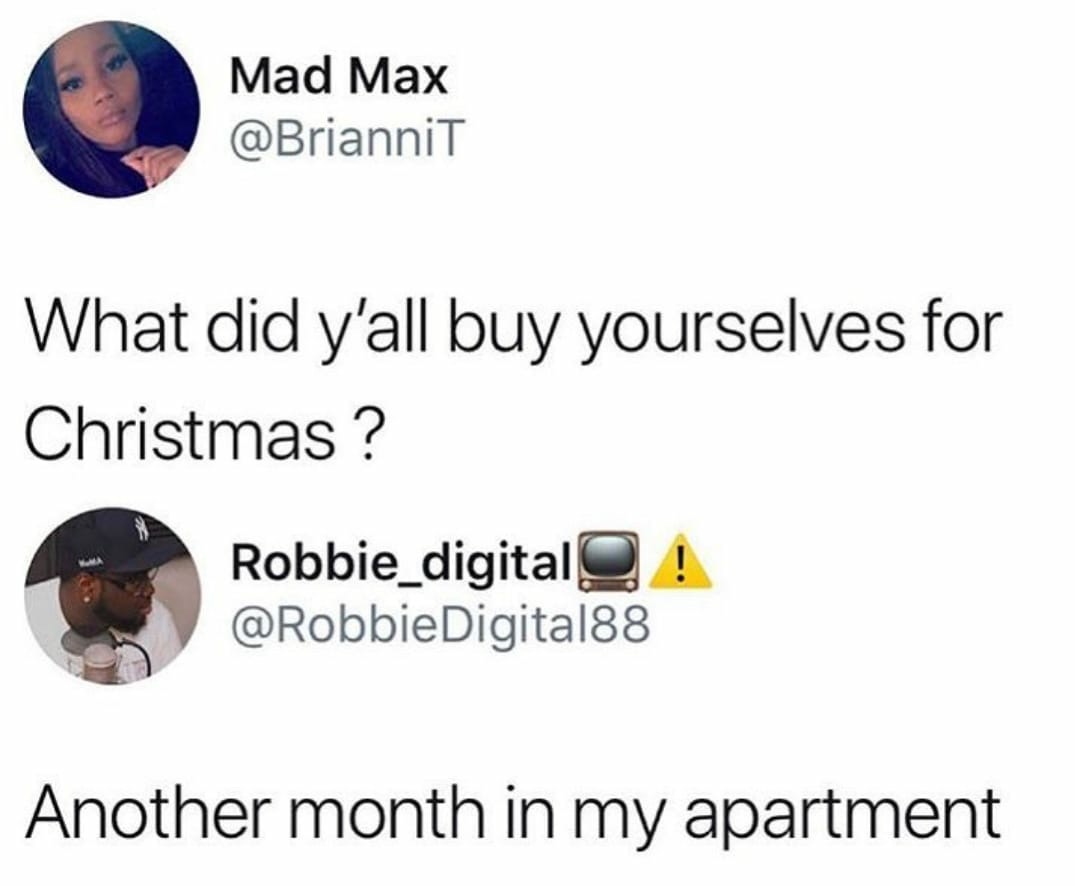 Mad Max
@BrianniT
What did y'all buy yourselves for
Christmas ?
Robbie_digital📺⚠️
@RobbieDigital88
Another month in my apartment